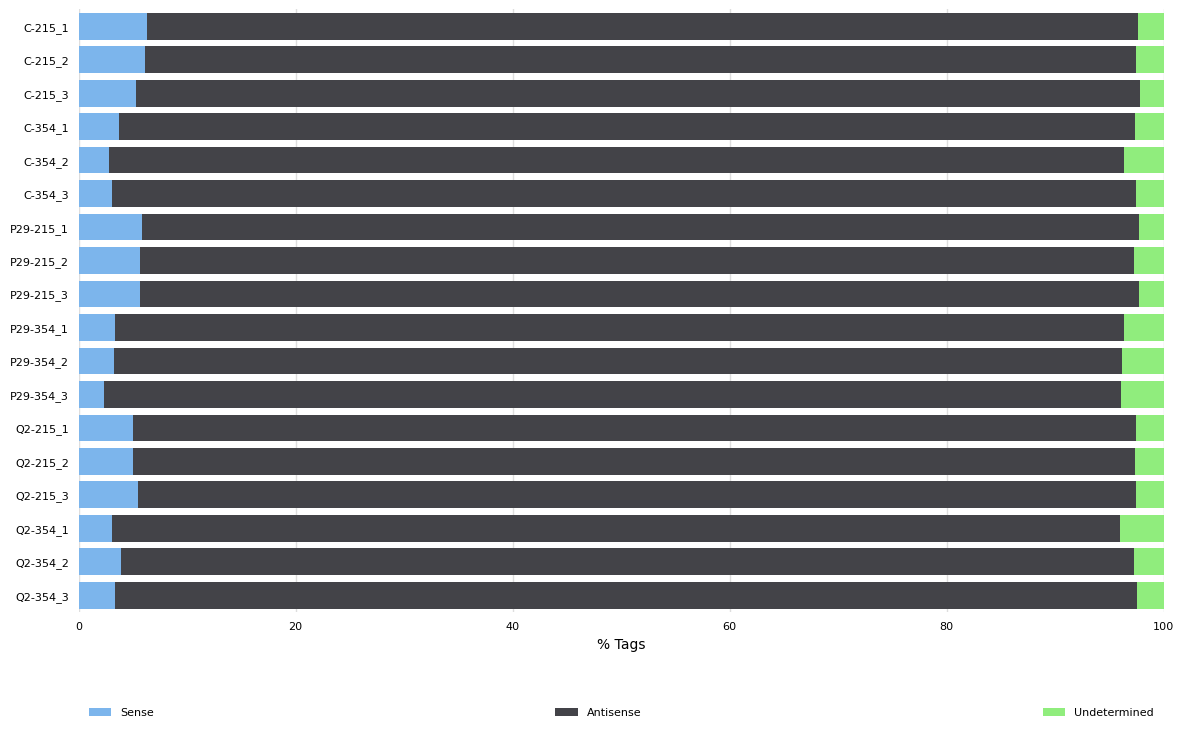 C-215_1
C-215_2
C-215_3
C-354_1
C-354_2
C-354_3
P29-215_1
P29-215_2
P29-215_3
P29-354_1
P29-354_2
P29-354_3
Q2-215_1
Q2-215_2
Q2-215_3
Q2-354_1
Q2-354_2
Q2-354_3
0 20 40 60 80 100
% Tags
Sense Antisense Undetermined